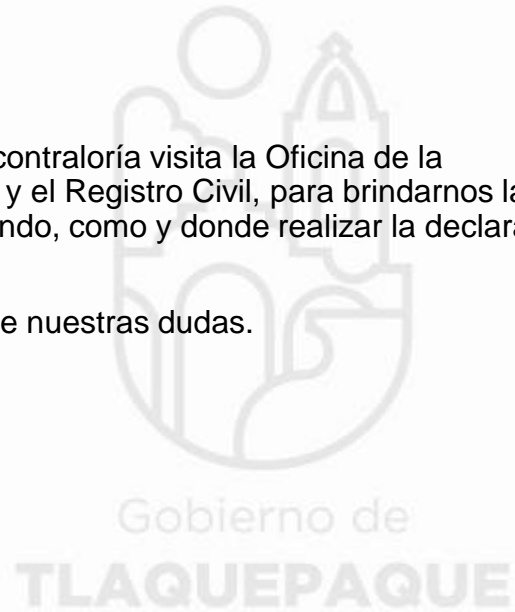 contraloría visita la Oficina de la
y el Registro Civil, para brindarnos la
ndo, como y donde realizar la declara
e nuestras dudas.
Gobierno de
TLAQUEPAQUE